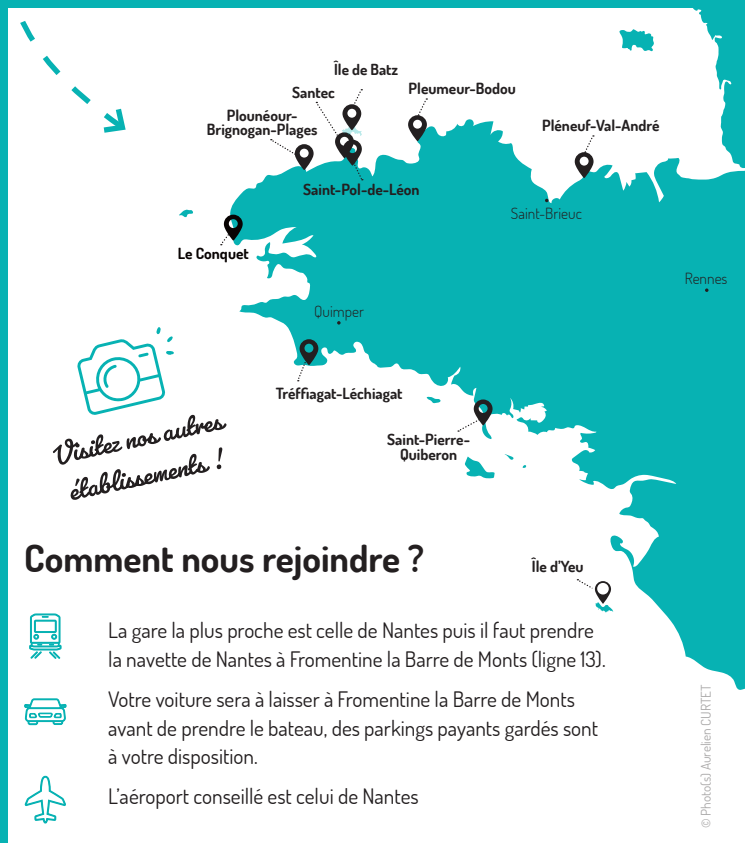 Île de Batz
Santec
Pleumeur-Bodou
Plounéour-
Brignogan-Plages
Pléneuf-Val-André
Saint-Pol-de-Léon
Saint-Brieuc
Le Conquet
Rennes
Quimper
Tréffiagat-Léchiagat
Visitez nos autres
établissements !
Saint-Pierre-
Quiberon
Comment nous rejoindre ?
Île d'Yeu
La gare la plus proche est celle de Nantes puis il faut prendre
la navette de Nantes à Fromentine la Barre de Monts (ligne 13).
Votre voiture sera à laisser à Fromentine la Barre de Monts
avant de prendre le bateau, des parkings payants gardés sont
à votre disposition.
L'aéroport conseillé est celui de Nantes
© Photo(s) Aurelien CURTET